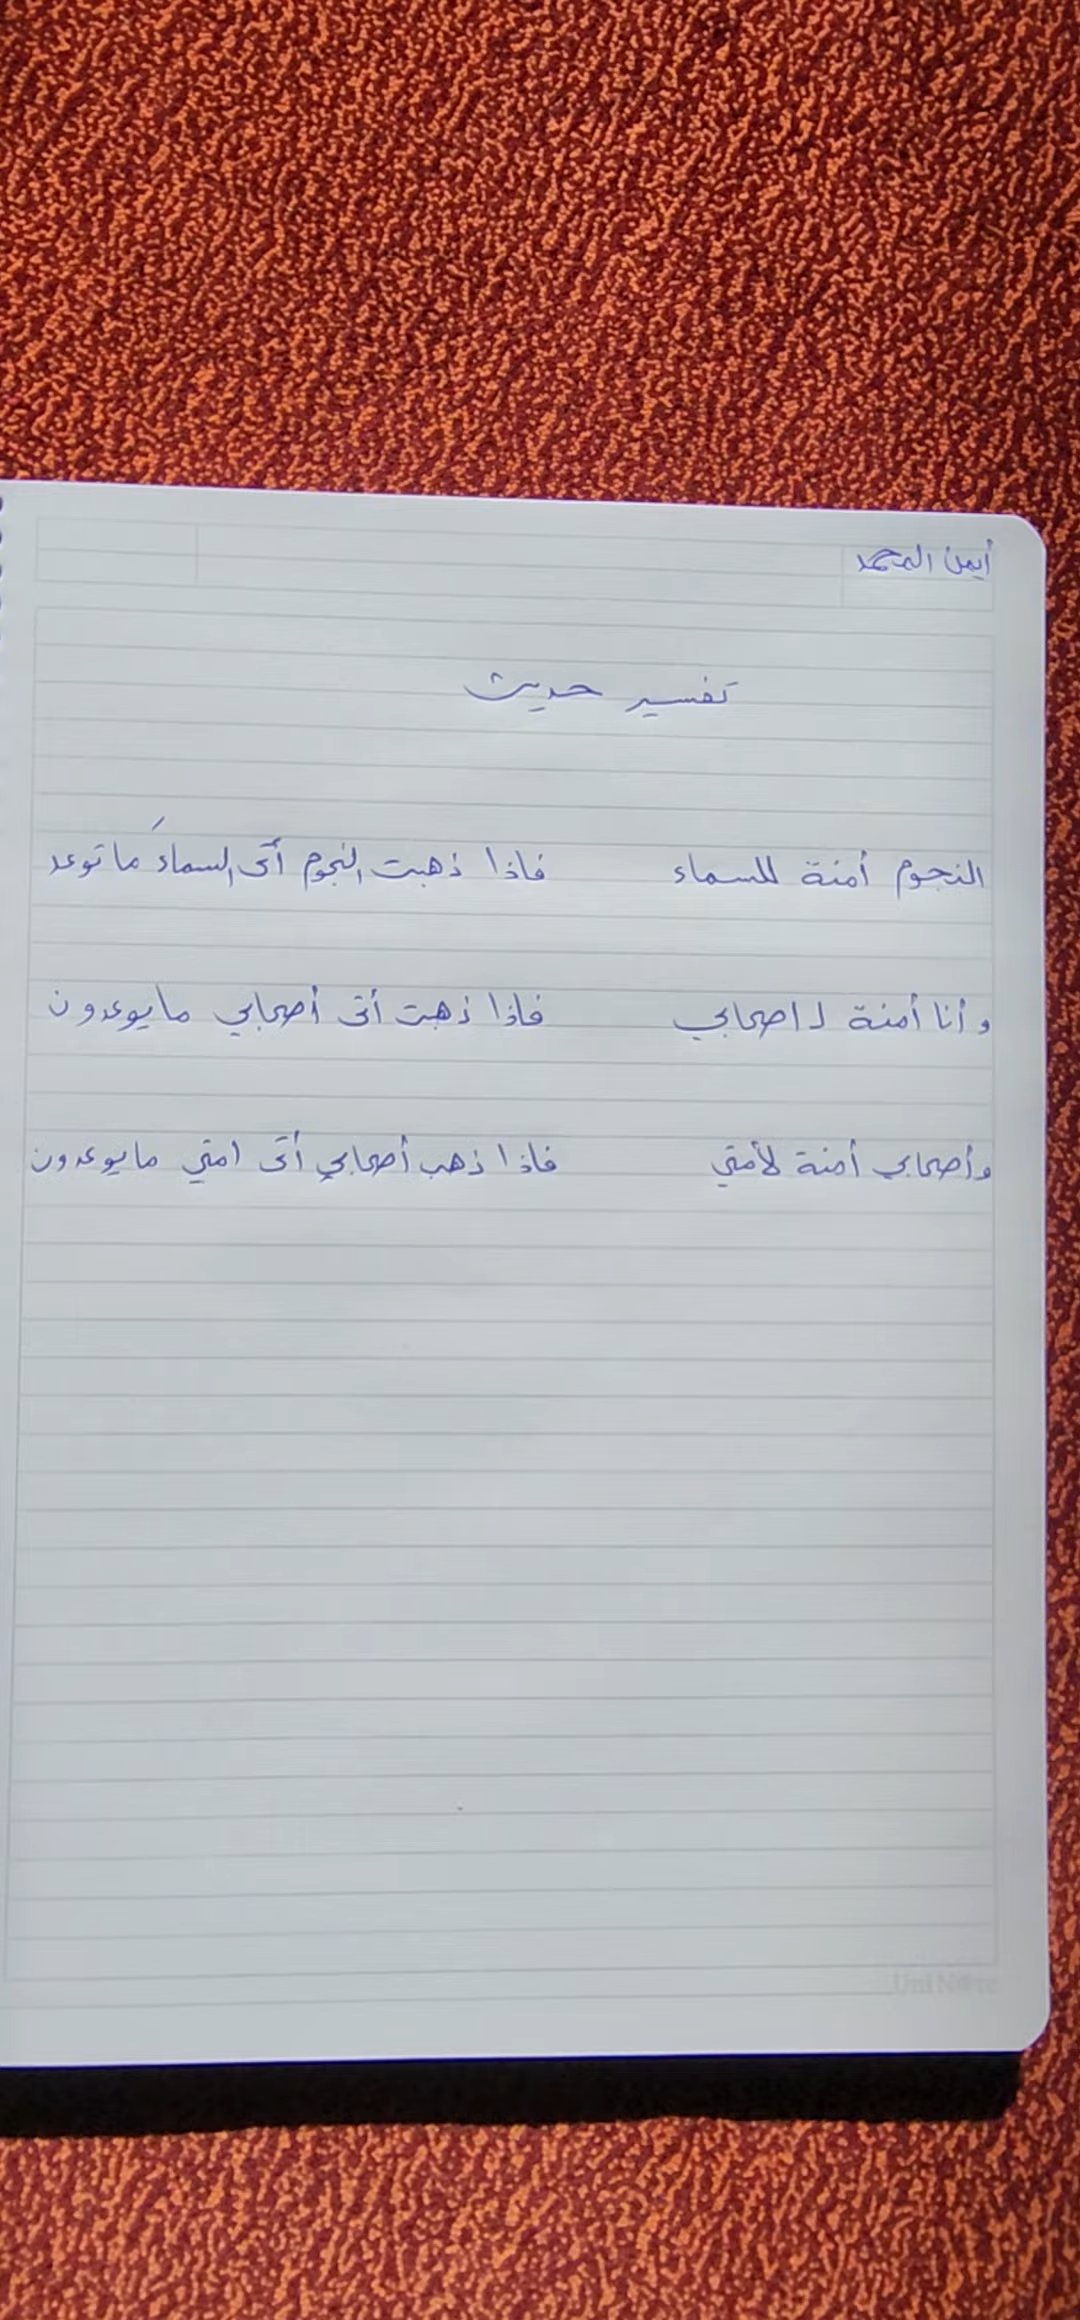 أيمن المحمد
تفسير حديث
النجوم أمنة للسماء فاذا ذهبت النجوم أتى السماءَ ما توعد
وأنا أمنة لاصحابي فاذا ذهبت أتى أصحابي مايوعدون
وأصحابي أمنة لأمتي فاذا ذهب أصحابي أتى امتي مايوعدون
UniNote